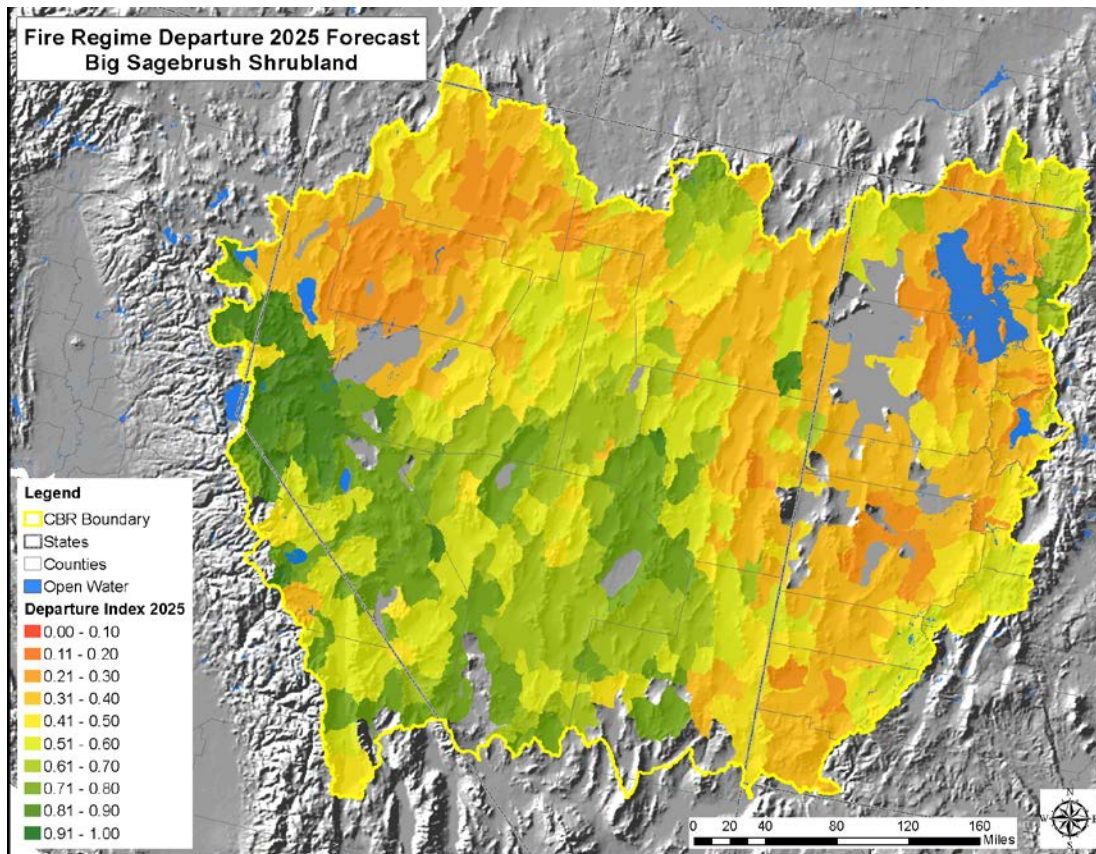 Fire Regime Departure 2025 Forecast
Big Sagebrush Shrubland
Legend
CBR Boundary
States
Counties
Open Water
Departure Index 2025
0.00 - 0.10
0.11 - 0.20
0.21 - 0.30
0.31 - 0.40
0.41 - 0.50
0.51 - 0.60
0.61 - 0.70
0.71 - 0.80
0.81 - 0.90
0.91 - 1.00
0 20 40 80 120 160
Miles
N
W E
S